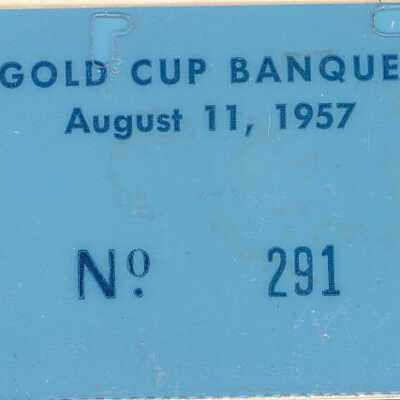 GOLD CUP BANQUE
August 11, 1957
Nº. 291